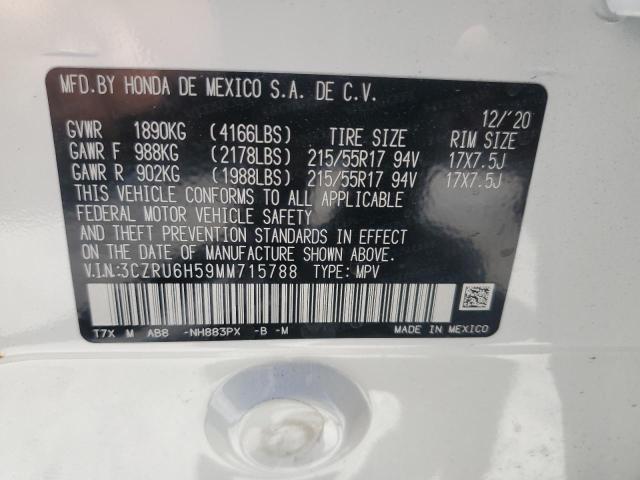 MFD.BY HONDA DE MEXICO S.A. DE C.V.
12/'20
GVWR 1890KG (4166LBS) TIRE SIZE RIM SIZE
GAWR F 988KG (2178LBS) 215/55R17 94V 17X7.5J
GAWR R 902KG (1988LBS) 215/55R17 94V 17X7.5J
THIS VEHICLE CONFORMS TO ALL APPLICABLE
FEDERAL MOTOR VEHICLE SAFETY
AND THEFT PREVENTION STANDARDS IN EFFECT
ON THE DATE OF MANUFACTURE SHOWN ABOVE.
V.I.N:3CZRU6H59MM715788 TYPE: MPV
T7X M AB8 -NH883PX -B -M MADE IN MEXICO